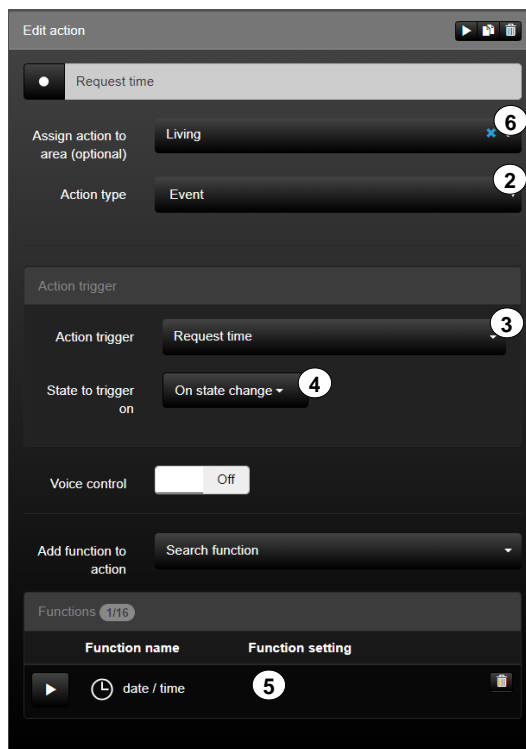 Edit action
Request time
Assign action to
area (optional)
Living
6
Action type
Event
2
Action trigger
Action trigger
Request time
3
State to trigger
on
On state change
4
Voice control
Off
Add function to
action
Search function
Functions 1/16
Function name Function setting
date / time
5